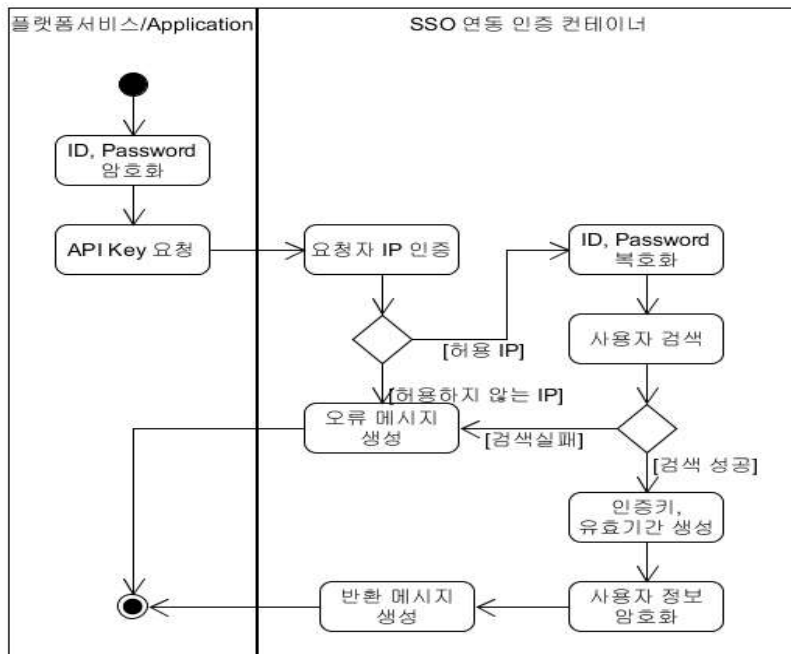 플랫폼서비스/Application
SSO 연동 인증 컨테이너
ID, Password
암호화
API Key 요청
요청자 IP 인증
ID, Password
복호화
[허용 IP]
사용자 검색
[허용하지 않는 IP]
오류 메시지
생성
[검색실패]
[검색 성공]
인증키,
유효기간 생성
사용자 정보
암호화
반환 메시지
생성